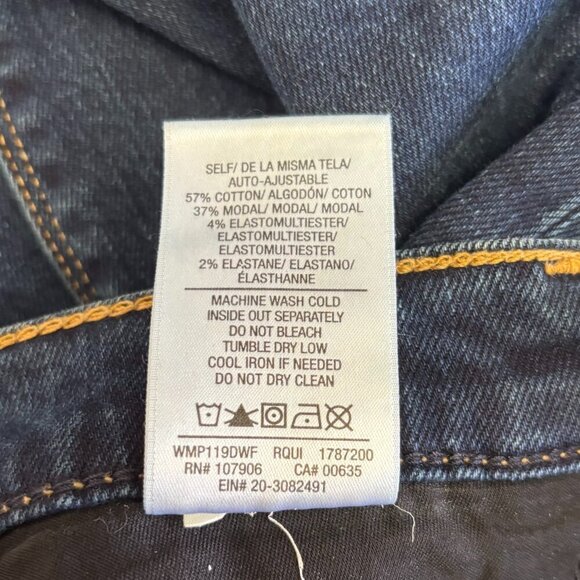 SELF/ DE LA MISMA TELA/
AUTO-AJUSTABLE
57% COTTON/ ALGODÓN/ COTON
37% MODAL/ MODAL/ MODAL
4% ELASTOMULTIESTER/
ELASTOMULTIESTER/
ELASTOMULTIESTER
2% ELASTANE/ ELASTANO/
ÉLASTHANNE
MACHINE WASH COLD
INSIDE OUT SEPARATELY
DO NOT BLEACH
TUMBLE DRY LOW
COOL IRON IF NEEDED
DO NOT DRY CLEAN
WMP119DWF RQUI 1787200
RN# 107906 CA# 00635
EIN# 20-3082491